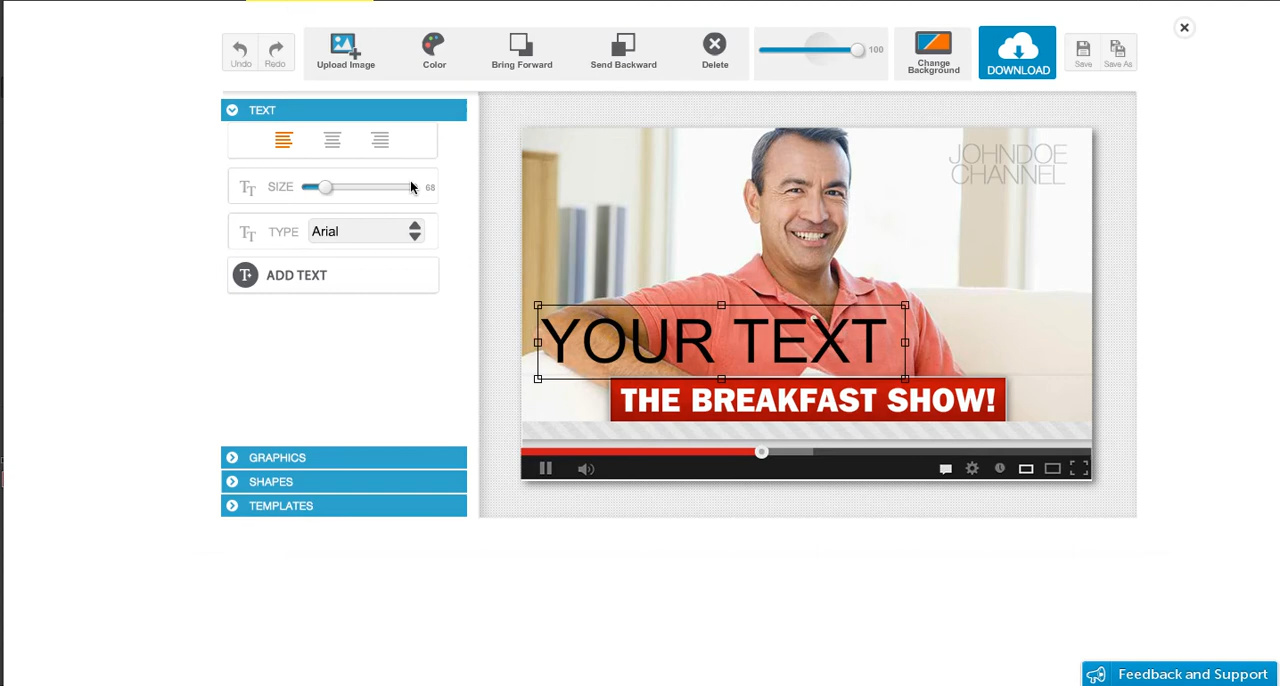 Undo
Redo
Upload Image
Color
Bring Forward
Send Backward
Delete
100
Change
Background
DOWNLOAD
Save
Save As
TEXT
SIZE
68
TYPE
Arial
ADD TEXT
GRAPHICS
SHAPES
TEMPLATES
JOHNDOE
CHANNEL
YOUR TEXT
THE BREAKFAST SHOW!
Feedback and Support